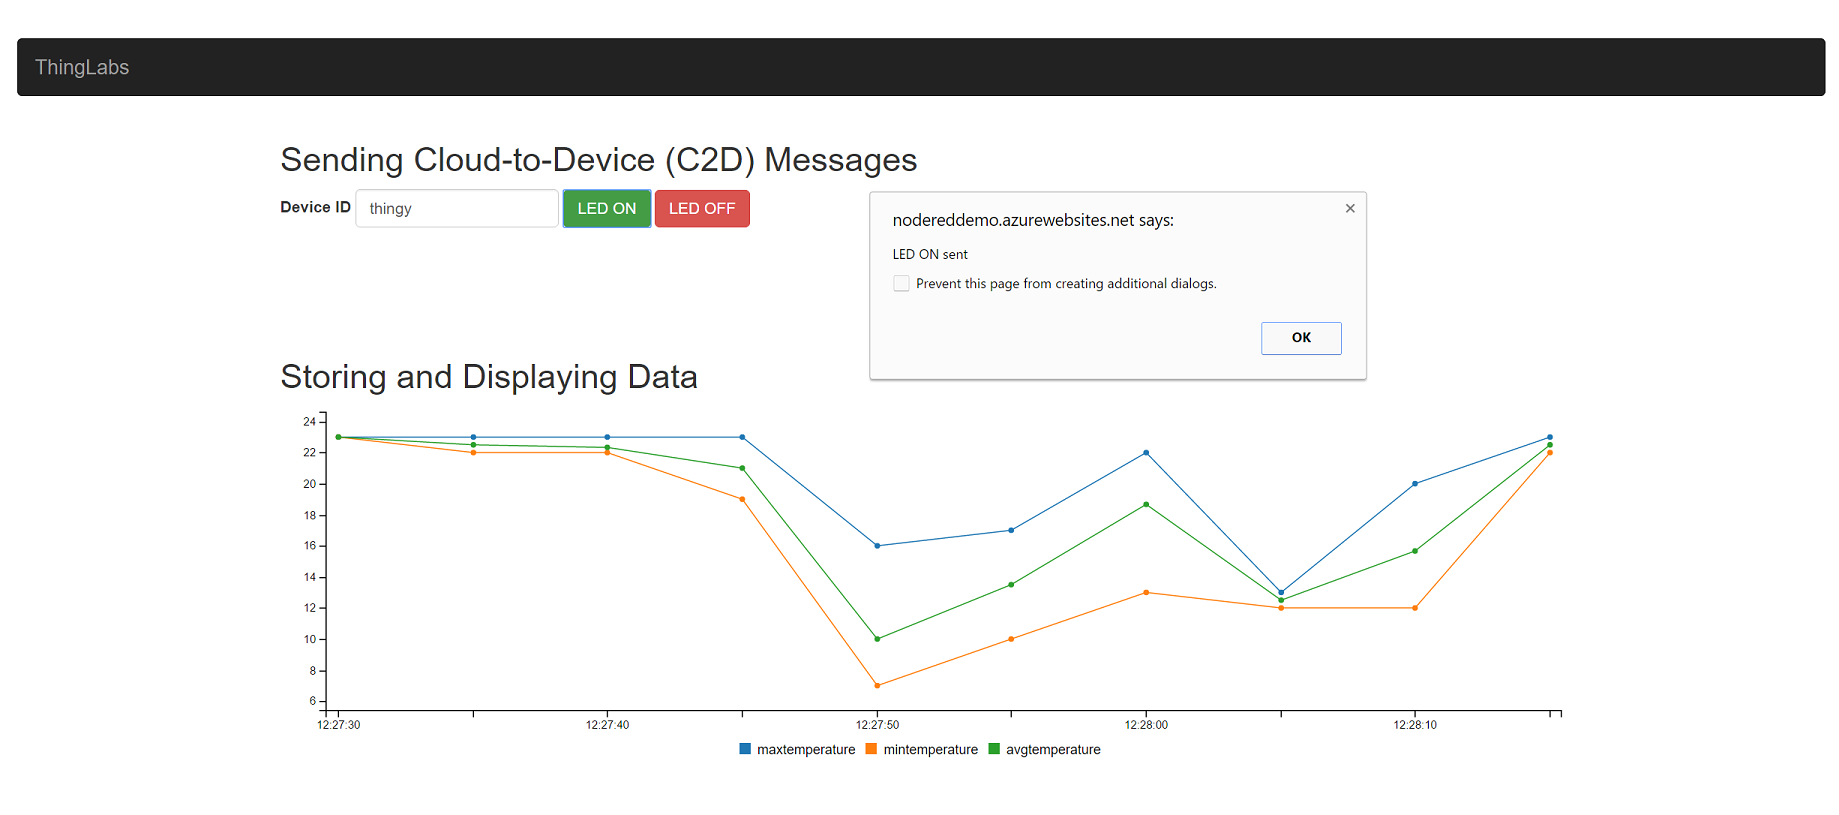 ThingLabs
Sending Cloud-to-Device (C2D) Messages
Device ID thingy LED ON LED OFF
nodereddemo.azurewebsites.net says:
LED ON sent
Prevent this page from creating additional dialogs.
OK
Storing and Displaying Data
24
22
20
18
16
14
12
10
8
6
12:27:30 12:27:40 12:27:50 12:28:00 12:28:10
maxtemperature mintemperature avgtemperature